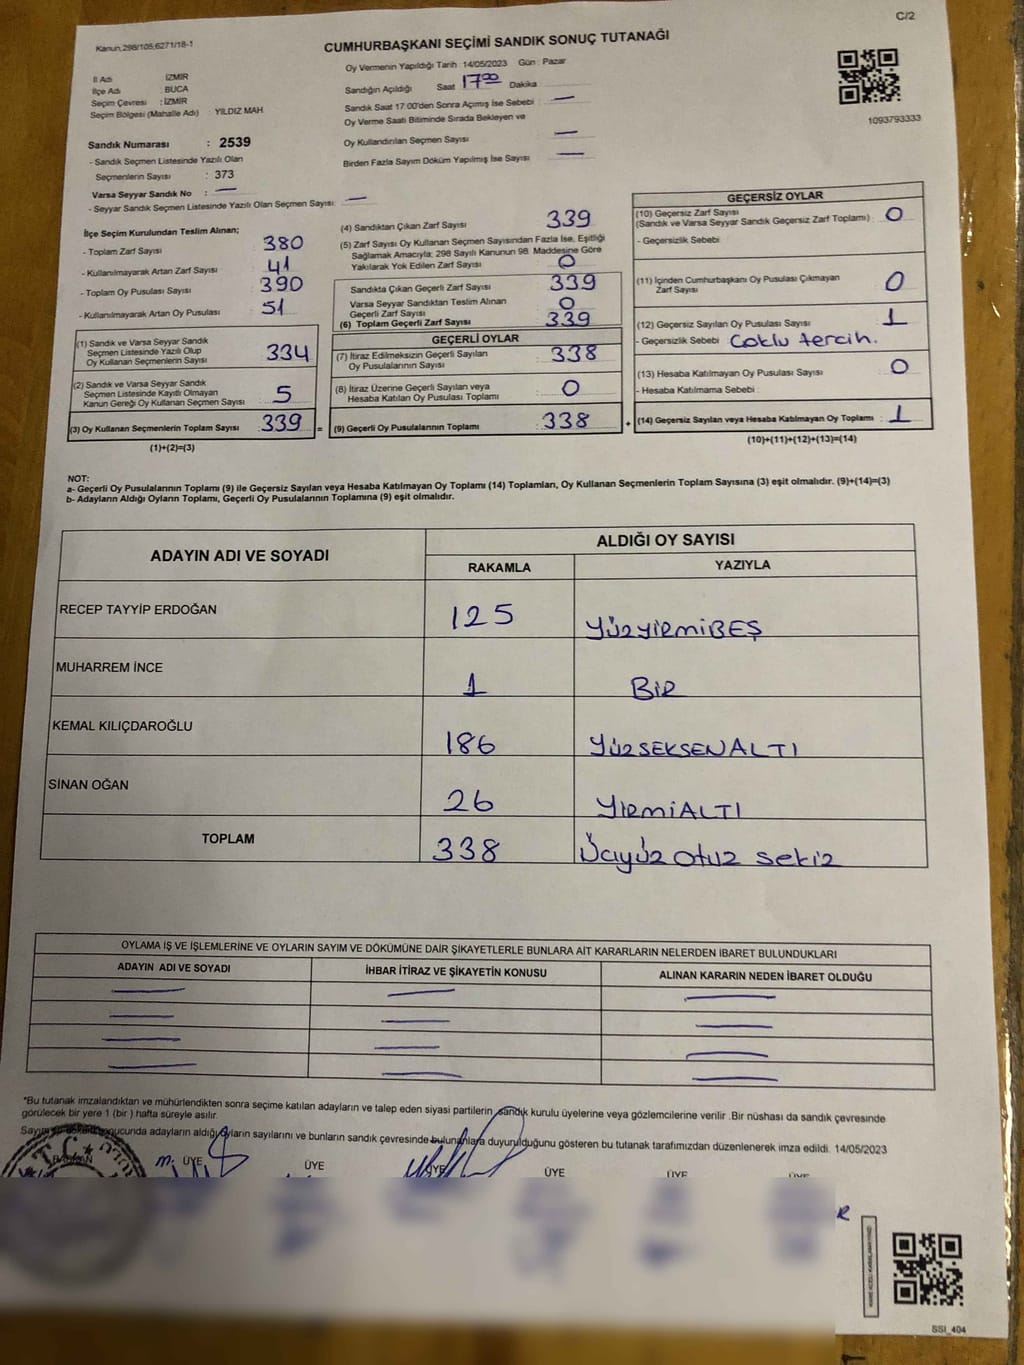 C/2
Kanun,298/105,6271/18-1
CUMHURBAŞKANI SEÇİMİ SANDIK SONUÇ TUTANAĞI
İl Adı : İZMİR
İlçe Adı : BUCA
Seçim Çevresi : İZMİR
Seçim Bölgesi (Mahalle Adı) YILDIZ MAH.
Oy Vermenin Yapıldığı Tarih : 14/05/2023 Gün : Pazar
Sandığın Açıldığı Saat 17 00 Dakika
Sandık Saat 17:00'den Sonra Açımış İse Sebebi : —
Oy Verme Saati Bitiminde Sırada Bekleyen ve
Oy Kullandırılan Seçmen Sayısı —
Birden Fazla Sayım Döküm Yapılmış İse Sayısı —
1093793333
Sandık Numarası : 2539
- Sandık Seçmen Listesinde Yazılı Olan
Seçmenlerin Sayısı : 373
Varsa Seyyar Sandık No : —
- Seyyar Sandık Seçmen Listesinde Yazılı Olan Seçmen Sayısı: —
İlçe Seçim Kurulundan Teslim Alınan;
- Toplam Zarf Sayısı 380
- Kullanılmayarak Artan Zarf Sayısı 41
- Toplam Oy Pusulası Sayısı 390
- Kullanılmayarak Artan Oy Pusulası 51
(1) Sandık ve Varsa Seyyar Sandık
Seçmen Listesinde Yazılı Olup
Oy Kullanan Seçmenlerin Sayısı 334
(2) Sandık ve Varsa Seyyar Sandık
Seçmen Listesinde Kayıtlı Olmayan
Kanun Gereği Oy Kullanan Seçmen Sayısı 5
(3) Oy Kullanan Seçmenlerin Toplam Sayısı : 339 =
(1)+(2)=(3)
(4) Sandıktan Çıkan Zarf Sayısı 339
(5) Zarf Sayısı Oy Kullanan Seçmen Sayısından Fazla İse, Eşitliği
Sağlamak Amacıyla; 298 Sayılı Kanunun 98. Maddesine Göre
Yakılarak Yok Edilen Zarf Sayısı 0
Sandıkta Çıkan Geçerli Zarf Sayısı 339
Varsa Seyyar Sandıktan Teslim Alınan
Geçerli Zarf Sayısı 0
(6) Toplam Geçerli Zarf Sayısı 339
GEÇERLİ OYLAR
(7) İtiraz Edilmeksizin Geçerli Sayılan
Oy Pusulalarının Sayısı 338
(8) İtiraz Üzerine Geçerli Sayılan veya
Hesaba Katılan Oy Pusulası Toplamı 0
(9) Geçerli Oy Pusulalarının Toplamı : 338 +
GEÇERSİZ OYLAR
(10) Geçersiz Zarf Sayısı
(Sandık ve Varsa Seyyar Sandık Geçersiz Zarf Toplamı) 0
- Geçersizlik Sebebi
(11) İçinden Cumhurbaşkanı Oy Pusulası Çıkmayan
Zarf Sayısı 0
(12) Geçersiz Sayılan Oy Pusulası Sayısı 1
- Geçersizlik Sebebi Çoklu tercih.
(13) Hesaba Katılmayan Oy Pusulası Sayısı 0
- Hesaba Katılmama Sebebi :
(14) Geçersiz Sayılan veya Hesaba Katılmayan Oy Toplamı : 1
(10)+(11)+(12)+(13)=(14)
NOT:
a- Geçerli Oy Pusulalarının Toplamı (9) ile Geçersiz Sayılan veya Hesaba Katılmayan Oy Toplamı (14) Toplamları, Oy Kullanan Seçmenlerin Toplam Sayısına (3) eşit olmalıdır. (9)+(14)=(3)
b- Adayların Aldığı Oyların Toplamı, Geçerli Oy Pusulalarının Toplamına (9) eşit olmalıdır.
ADAYIN ADI VE SOYADI ALDIĞI OY SAYISI
RAKAMLA YAZIYLA
RECEP TAYYİP ERDOĞAN 125 YÜZYİRMİBEŞ
MUHARREM İNCE 1 BİR
KEMAL KILIÇDAROĞLU 186 YÜZSEKSENALTI
SİNAN OĞAN 26 YİRMİALTI
TOPLAM 338 Üçyüz otuz sekiz
OYLAMA İŞ VE İŞLEMLERİNE VE OYLARIN SAYIM VE DÖKÜMÜNE DAİR ŞİKAYETLERLE BUNLARA AİT KARARLARIN NELERDEN İBARET BULUNDUKLARI
ADAYIN ADI VE SOYADI İHBAR İTİRAZ VE ŞİKAYETİN KONUSU ALINAN KARARIN NEDEN İBARET OLDUĞU
*Bu tutanak imzalandıktan ve mühürlendikten sonra seçime katılan adayların ve talep eden siyasi partilerin sandık kurulu üyelerine veya gözlemcilerine verilir. Bir nüshası da sandık çevresinde
görülecek bir yere 1 (bir ) hafta süreyle asılır.
Sayım ucunda adayların aldığı oyların sayılarını ve bunların sandık çevresinde bulunanlara duyurulduğunu gösteren bu tutanak tarafımızdan düzenlenerek imza edildi. 14/05/2023
T.C.
ÜYE ÜYE ÜYE ÜYE ÜYE ÜYE
SSI_404